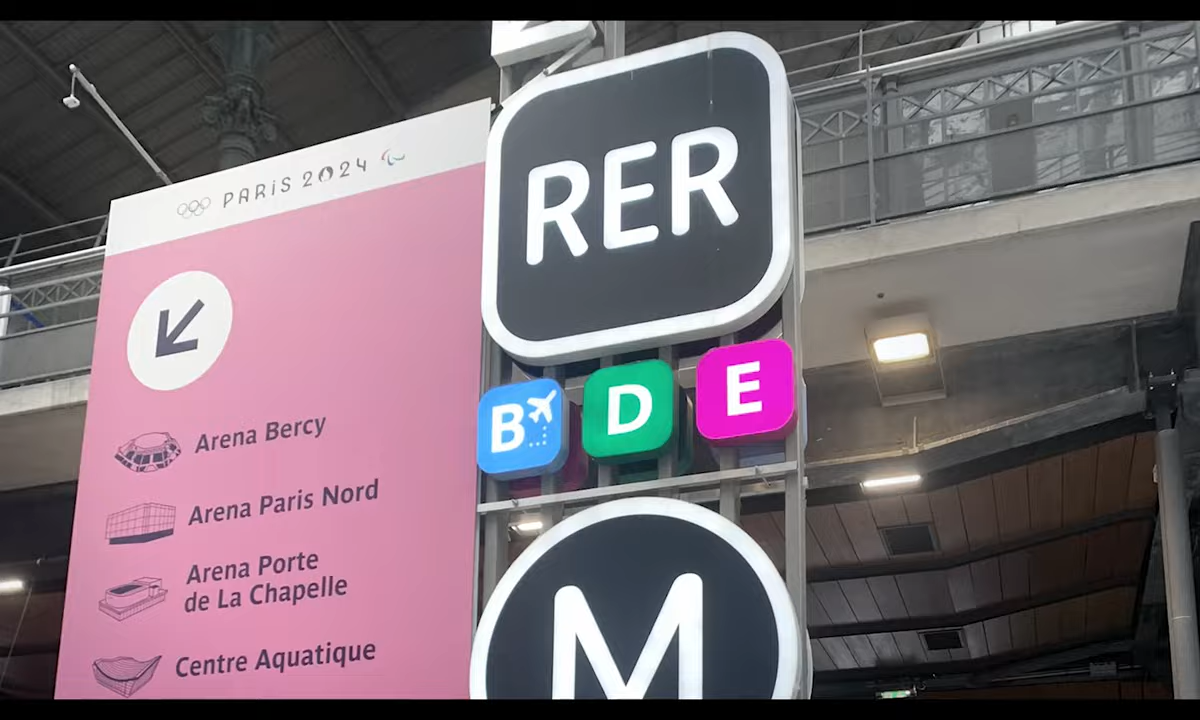 PARIS 2024
Arena Bercy
Arena Paris Nord
Arena Porte
de La Chapelle
Centre Aquatique
RER
B D E
M